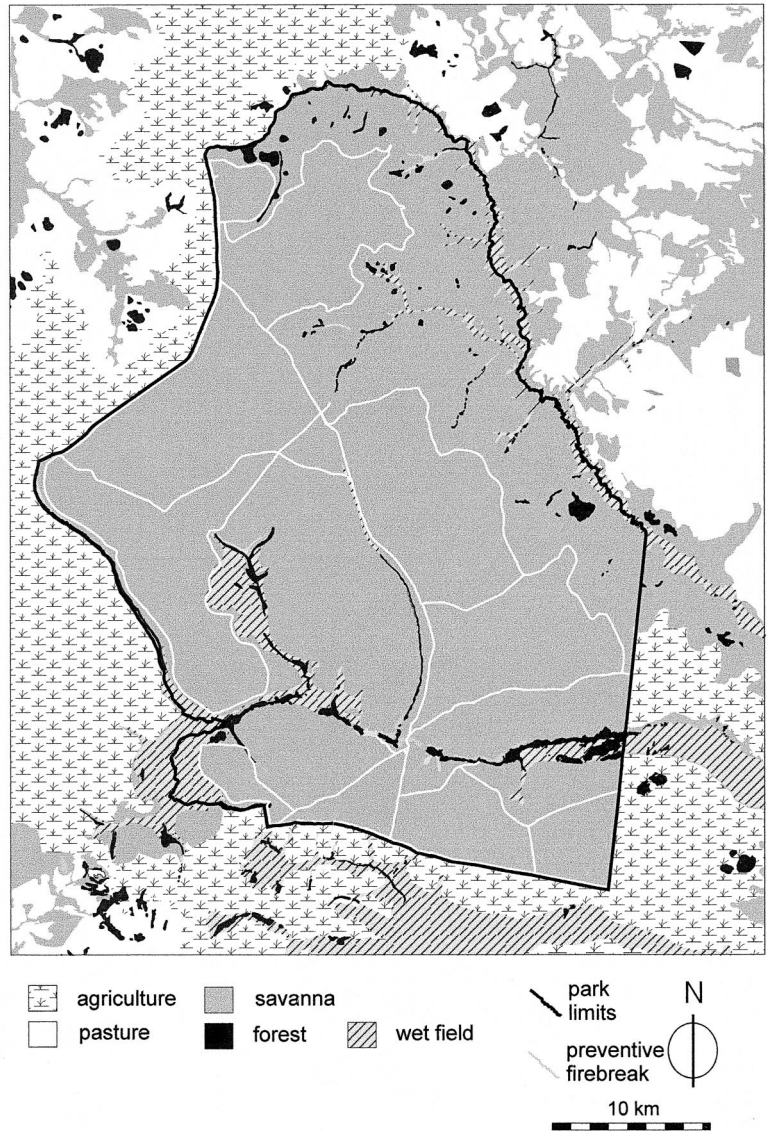 agriculture
savanna
park
limits
N
pasture
forest
wet field
preventive
firebreak
10 km